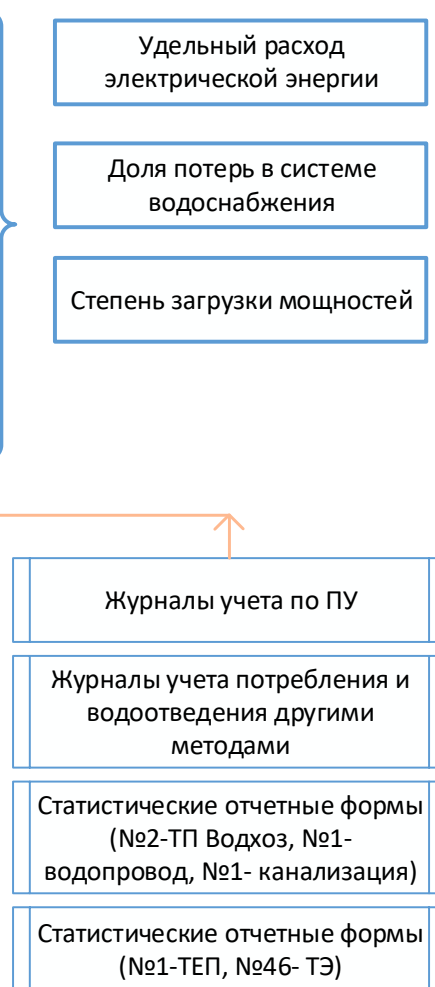 Удельный расход
электрической энергии
Доля потерь в системе
водоснабжения
Степень загрузки мощностей
Журналы учета по ПУ
Журналы учета потребления и
водоотведения другими
методами
Статистические отчетные формы
(№2-ТП Водхоз, №1-
водопровод, №1- канализация)
Статистические отчетные формы
(№1-ТЕП, №46- ТЭ)